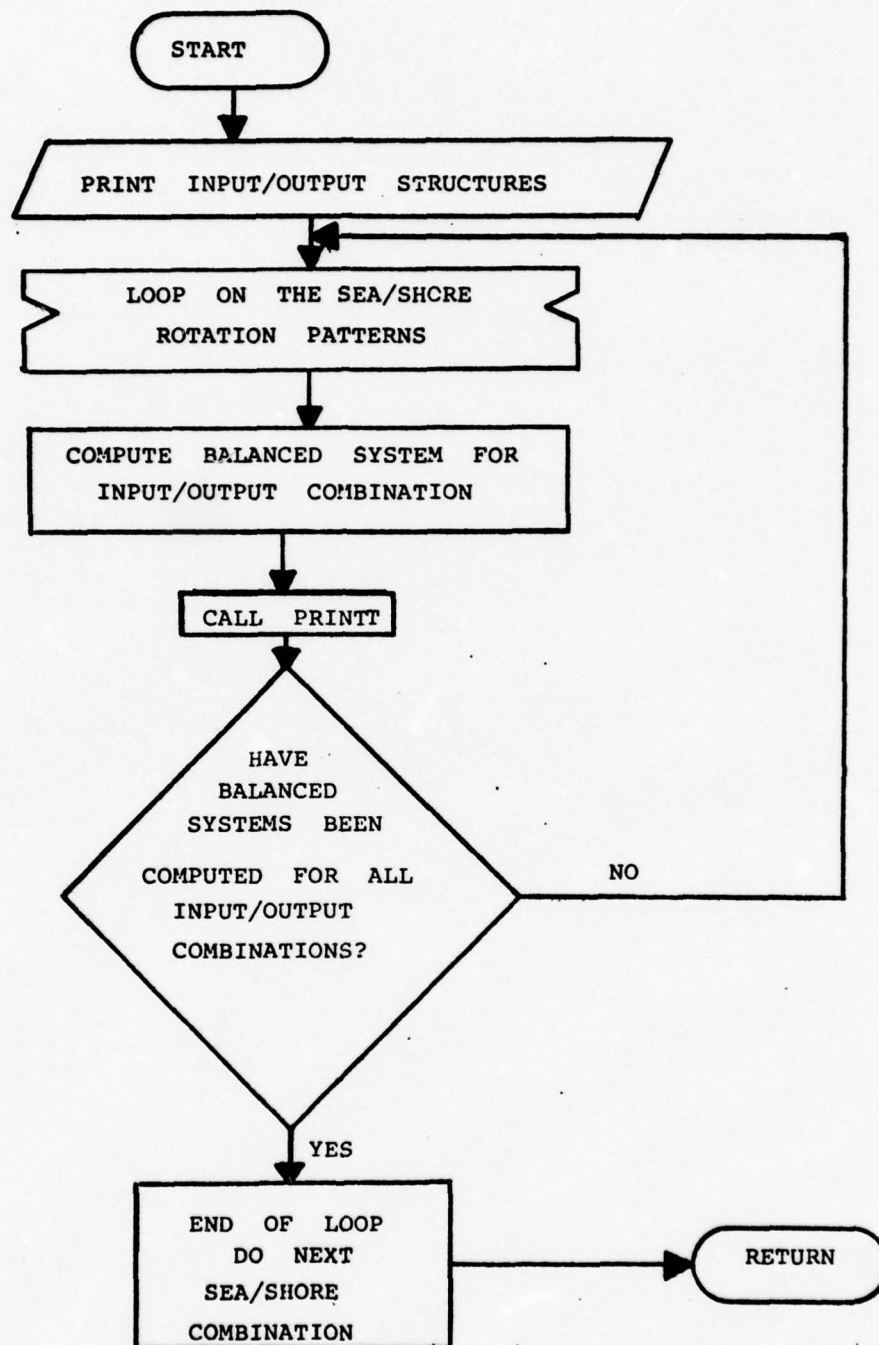 START
PRINT INPUT/OUTPUT STRUCTURES
LOOP ON THE SEA/SHCRE
ROTATION PATTERNS
COMPUTE BALANCED SYSTEM FOR
INPUT/OUTPUT COMBINATION
CALL PRINTT
HAVE
BALANCED
SYSTEMS BEEN
COMPUTED FOR ALL
INPUT/OUTPUT
COMBINATIONS?
NO
YES
END OF LOOP
DO NEXT
SEA/SHORE
COMBINATION
RETURN